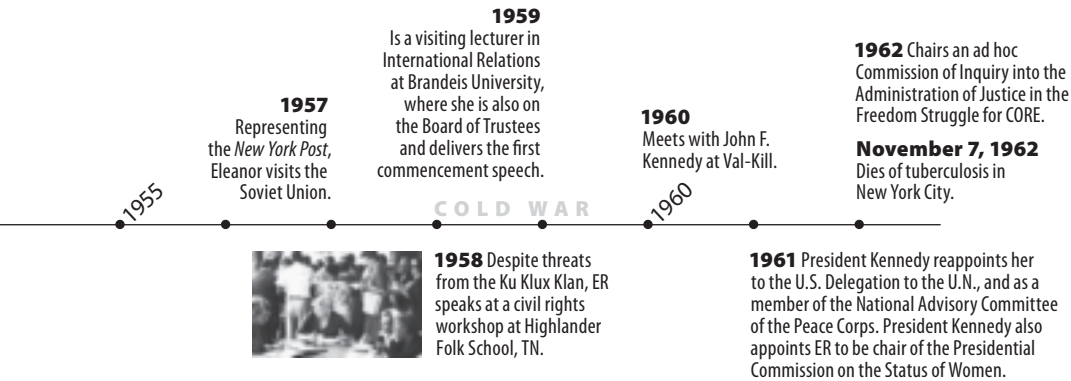 1957
Representing
the New York Post,
Eleanor visits the
Soviet Union.
1959
Is a visiting lecturer in
International Relations
at Brandeis University,
where she is also on
the Board of Trustees
and delivers the first
commencement speech.
1960
Meets with John F.
Kennedy at Val-Kill.
1962 Chairs an ad hoc
Commission of Inquiry into the
Administration of Justice in the
Freedom Struggle for CORE.
November 7, 1962
Dies of tuberculosis in
New York City.
1955
COLD WAR
1960
1958 Despite threats
from the Ku Klux Klan, ER
speaks at a civil rights
workshop at Highlander
Folk School, TN.
1961 President Kennedy reappoints her
to the U.S. Delegation to the U.N., and as a
member of the National Advisory Committee
of the Peace Corps. President Kennedy also
appoints ER to be chair of the Presidential
Commission on the Status of Women.